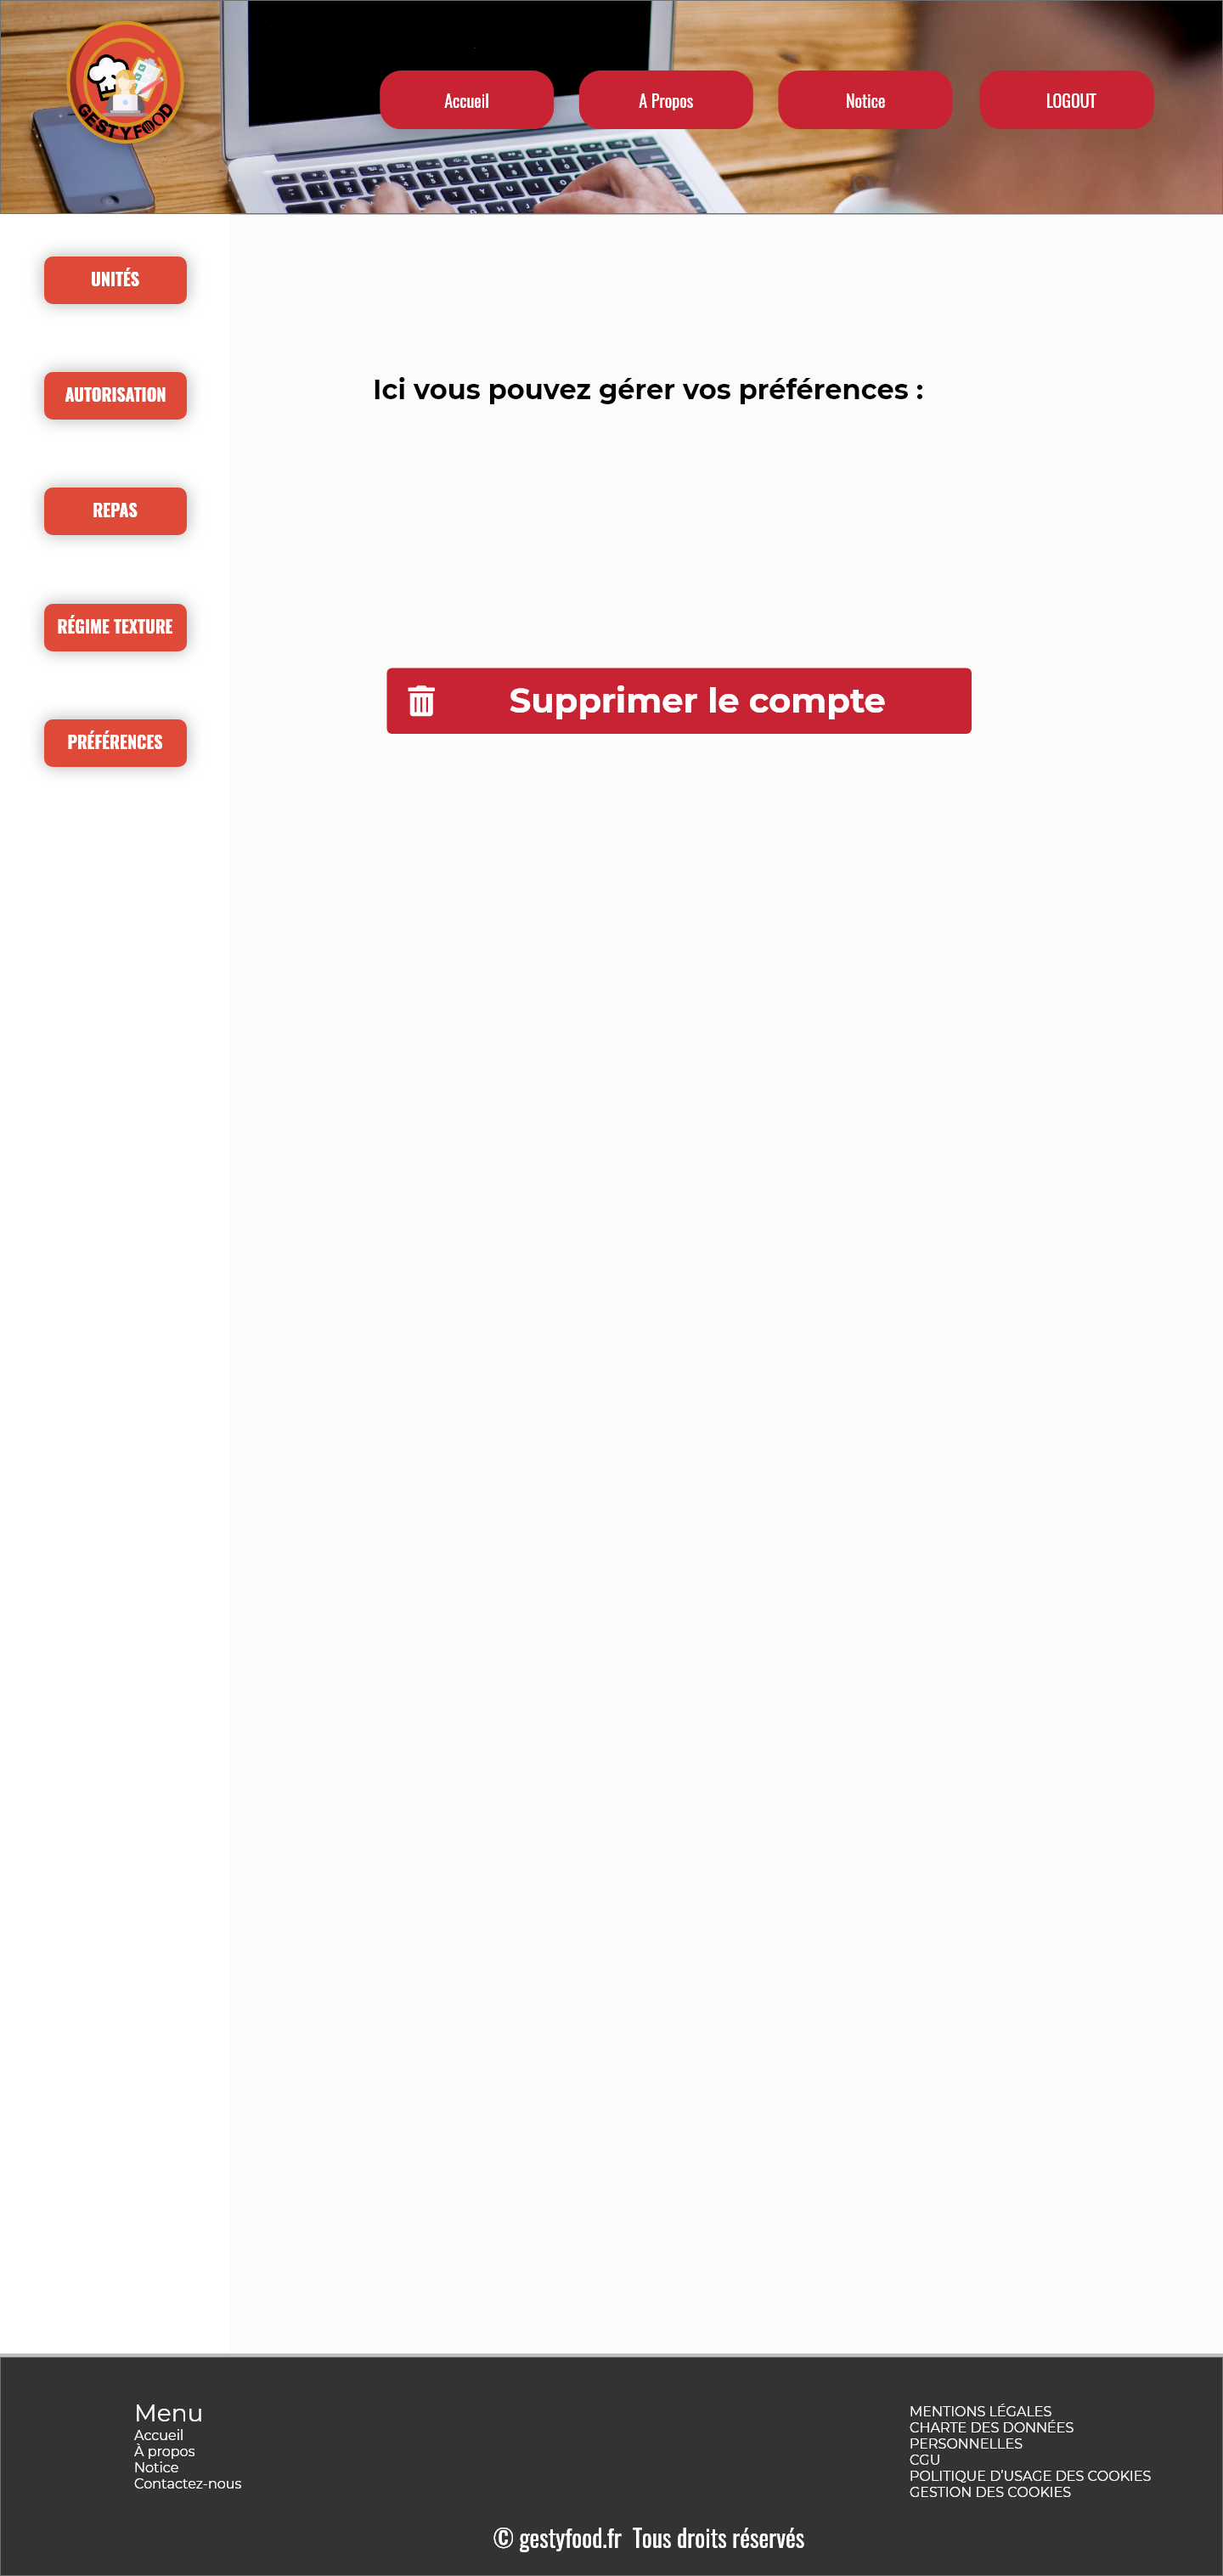 GESTYFOOD
Accueil
A Propos
Notice
LOGOUT
UNITÉS
AUTORISATION
REPAS
RÉGIME TEXTURE
PRÉFÉRENCES
Ici vous pouvez gérer vos préférences :
Supprimer le compte
Menu
Accueil
À propos
Notice
Contactez-nous
MENTIONS LÉGALES
CHARTE DES DONNÉES
PERSONNELLES
CGU
POLITIQUE D’USAGE DES COOKIES
GESTION DES COOKIES
© gestyfood.fr  Tous droits réservés